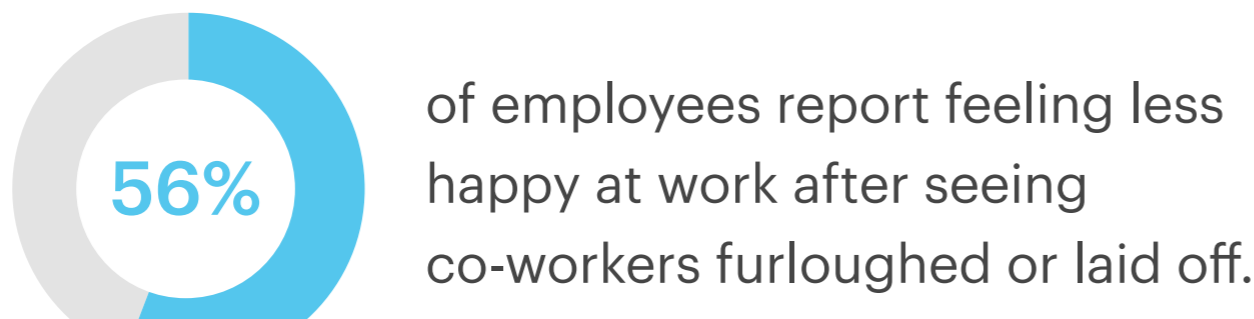 56%
of employees report feeling less
happy at work after seeing
co-workers furloughed or laid off.